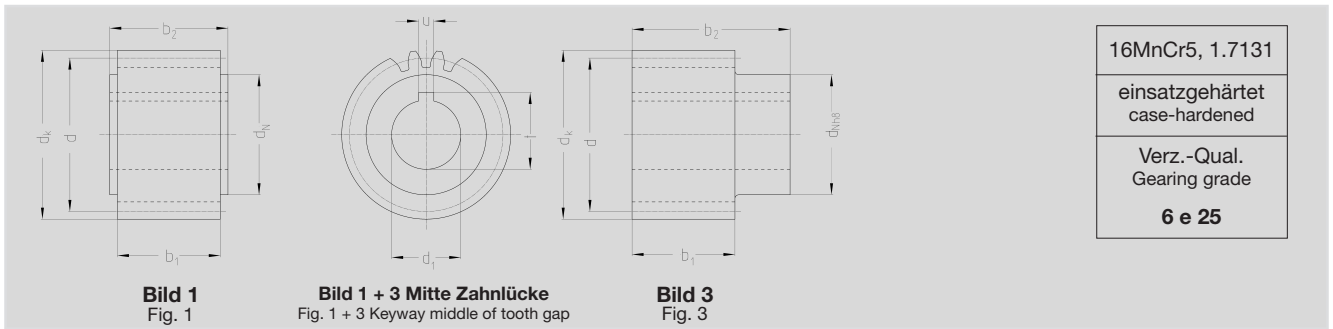 b2
u
b2
dk
d
dN
t
dk
d
dNh8
b1
d1
b1
Bild 1
Fig. 1
Bild 1 + 3 Mitte Zahnlücke
Fig. 1 + 3 Keyway middle of tooth gap
Bild 3
Fig. 3
16MnCr5, 1.7131
einsatzgehärtet
case-hardened
Verz.-Qual.
Gearing grade
6 e 25